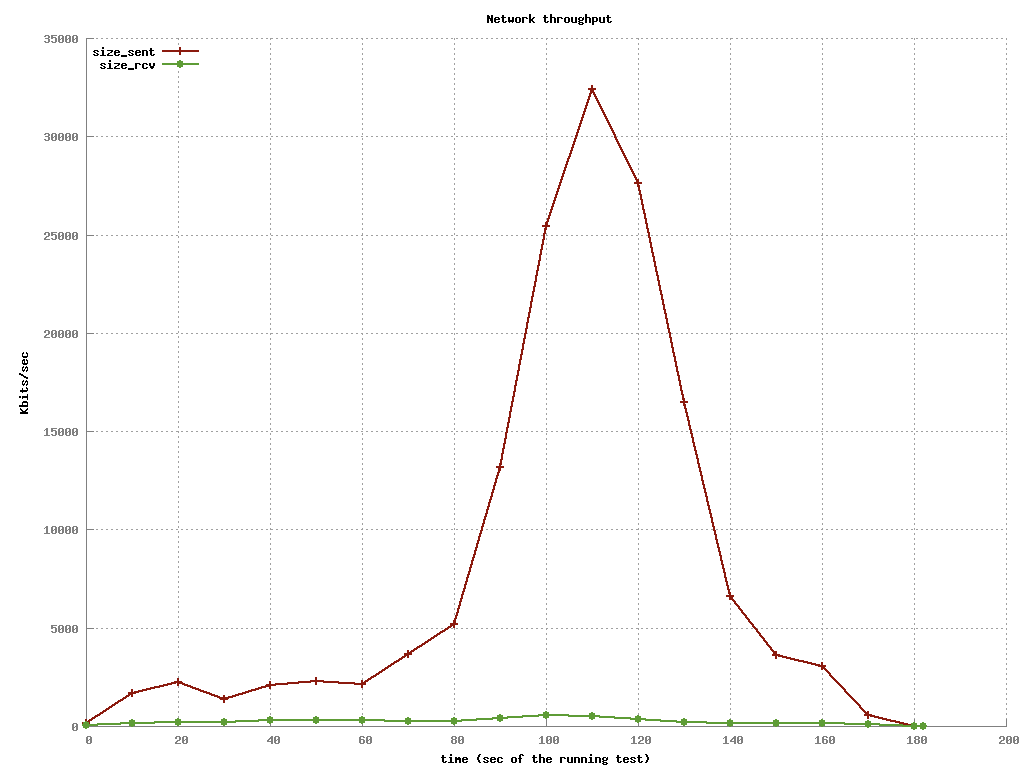 Network throughput
size_sent
size_rcv
35000
30000
25000
20000
15000
10000
5000
0
Kbits/sec
0 20 40 60 80 100 120 140 160 180 200
time (sec of the running test)